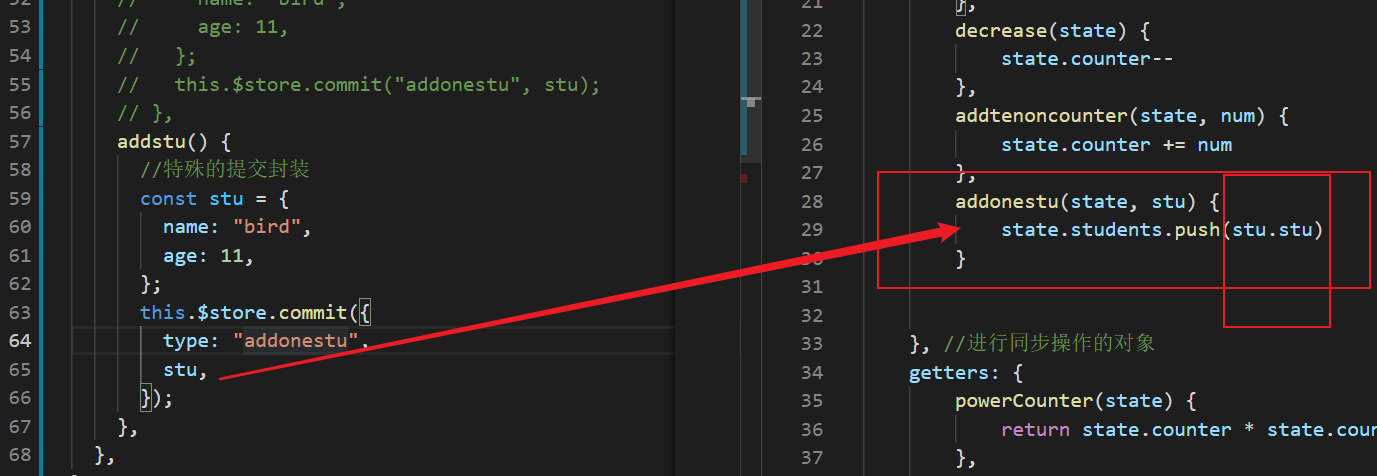 53 // age: 11,
54 // };
55 // this.$store.commit("addonestu", stu);
56 // },
57 addstu() {
58 //特殊的提交封装
59 const stu = {
60 name: "bird",
61 age: 11,
62 };
63 this.$store.commit({
64 type: "addonestu",
65 stu,
66 });
67 },
68 },
21 },
22 decrease(state) {
23 state.counter--
24 },
25 addtenoncounter(state, num) {
26 state.counter += num
27 },
28 addonestu(state, stu) {
29 state.students.push(stu.stu)
30 }
31
32
33 }, //进行同步操作的对象
34 getters: {
35 powerCounter(state) {
36 return state.counter * state.cour
37 },